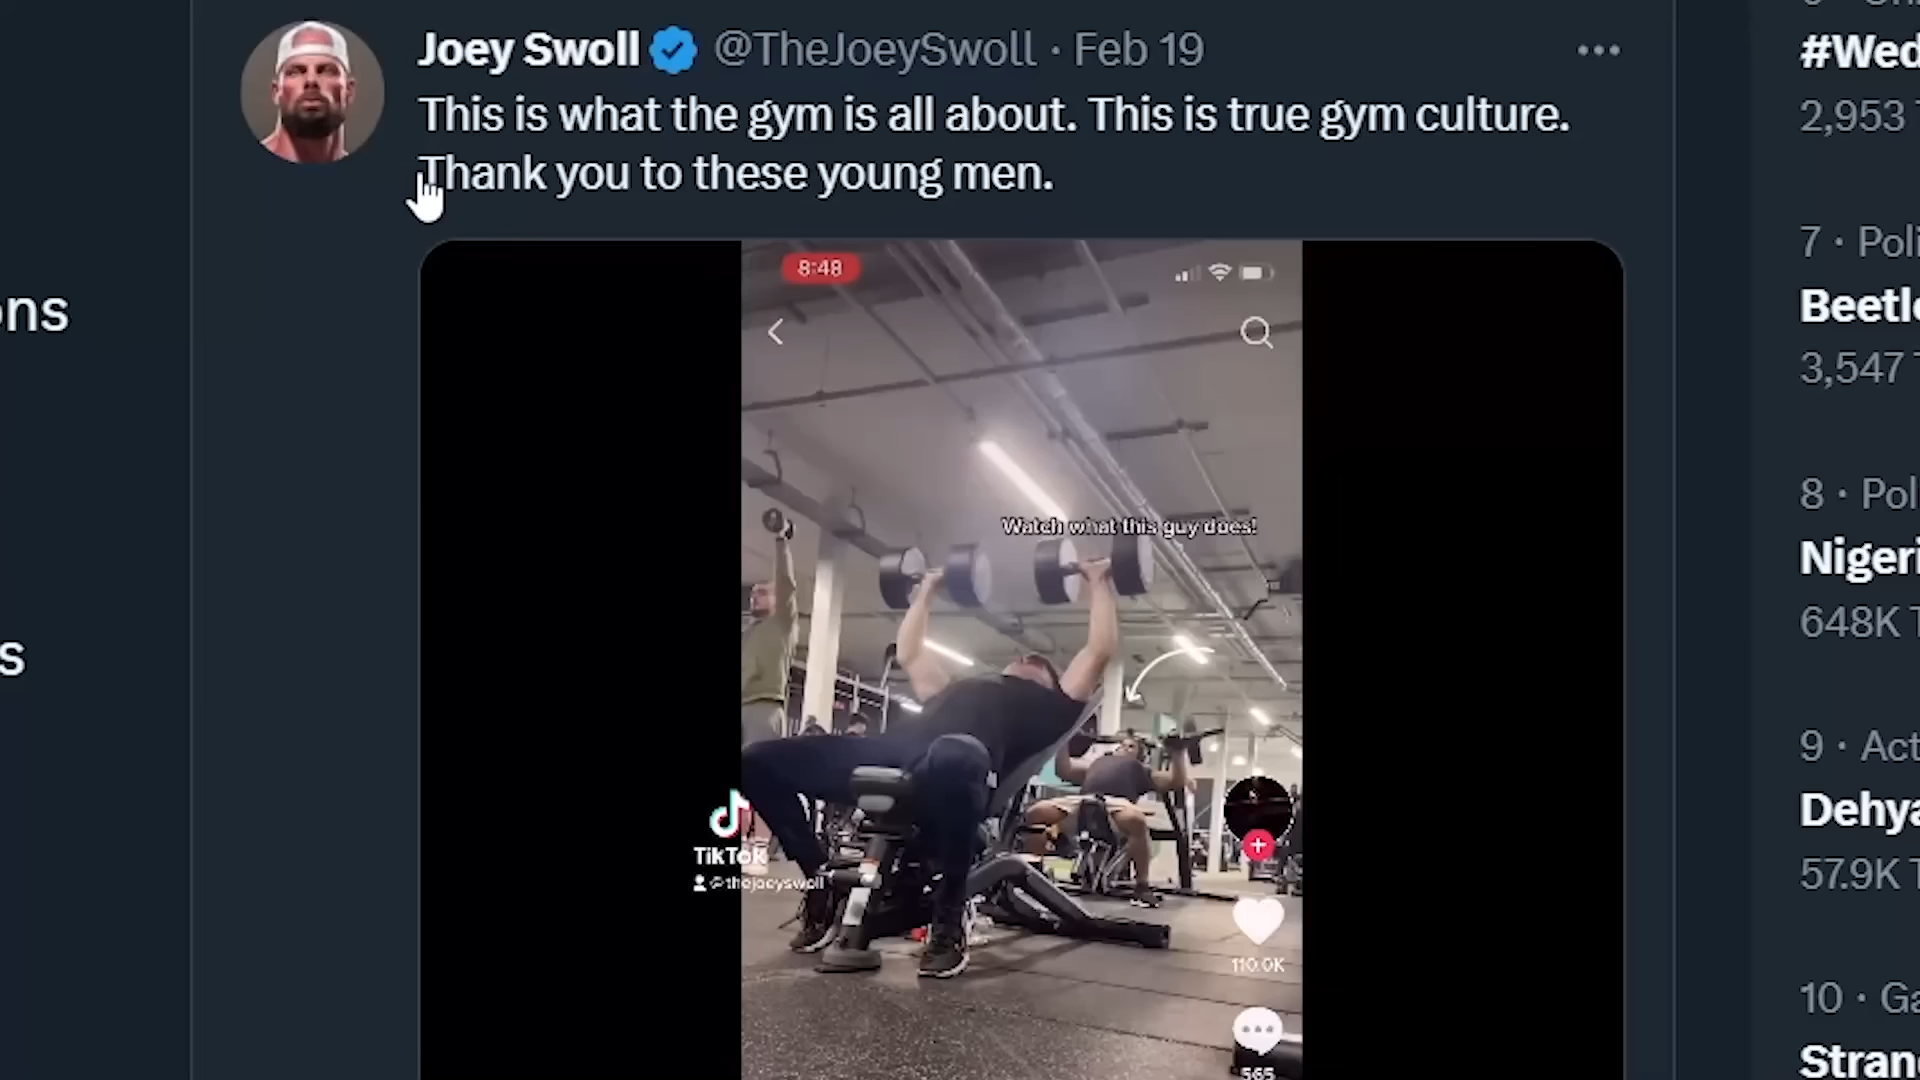 Joey Swoll @TheJoeySwoll · Feb 19
This is what the gym is all about. This is true gym culture.
Thank you to these young men.
8:48
Watch what this guy does!
TikTok
@thejoeyswoll
110.0K
565
ons
s
#Wed
2,953 T
7 · Poli
Beetle
3,547 T
8 · Pol
Nigeri
648K T
9 · Act
Dehya
57.9K T
10 · Ga
Strang